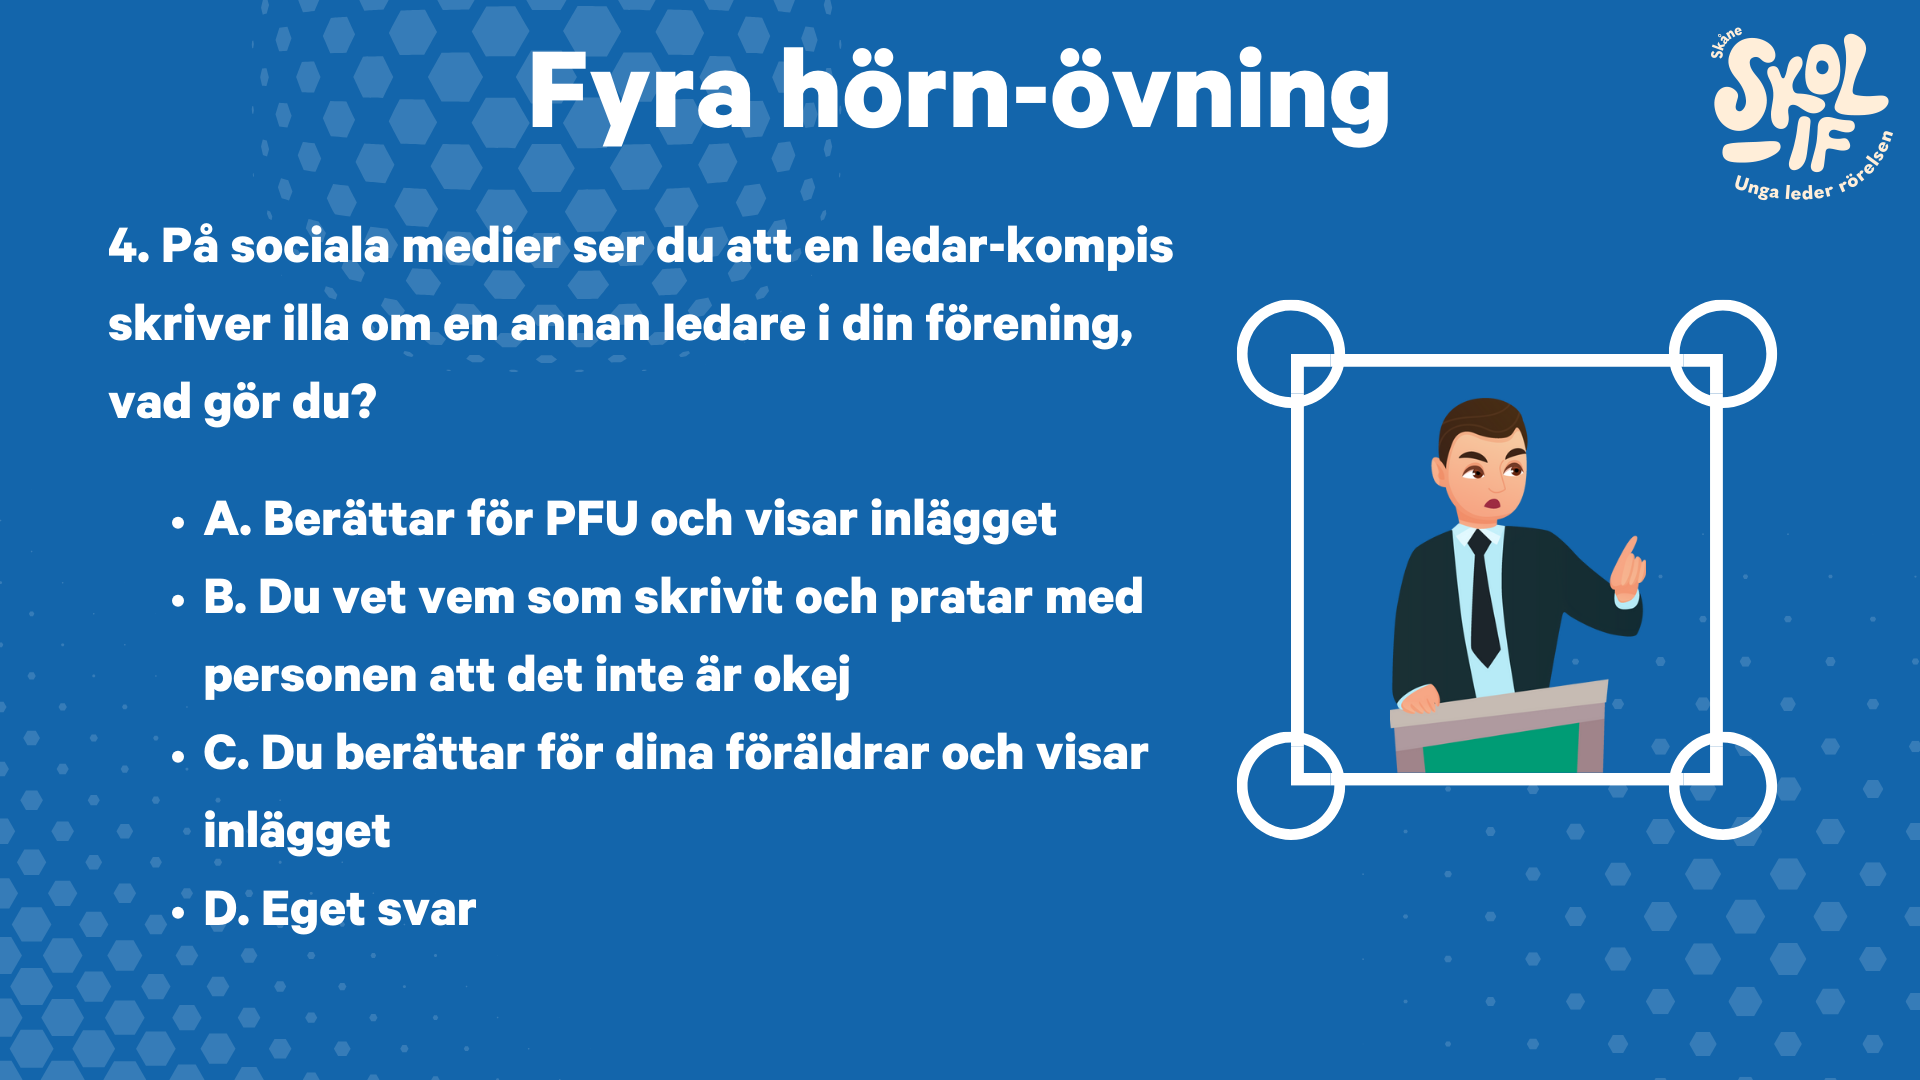 Fyra hörn-övning
Skåne
SKOL
-IF
Unga leder rörelsen
4. På sociala medier ser du att en ledar-kompis
skriver illa om en annan ledare i din förening,
vad gör du?
• A. Berättar för PFU och visar inlägget
• B. Du vet vem som skrivit och pratar med
personen att det inte är okej
• C. Du berättar för dina föräldrar och visar
inlägget
• D. Eget svar